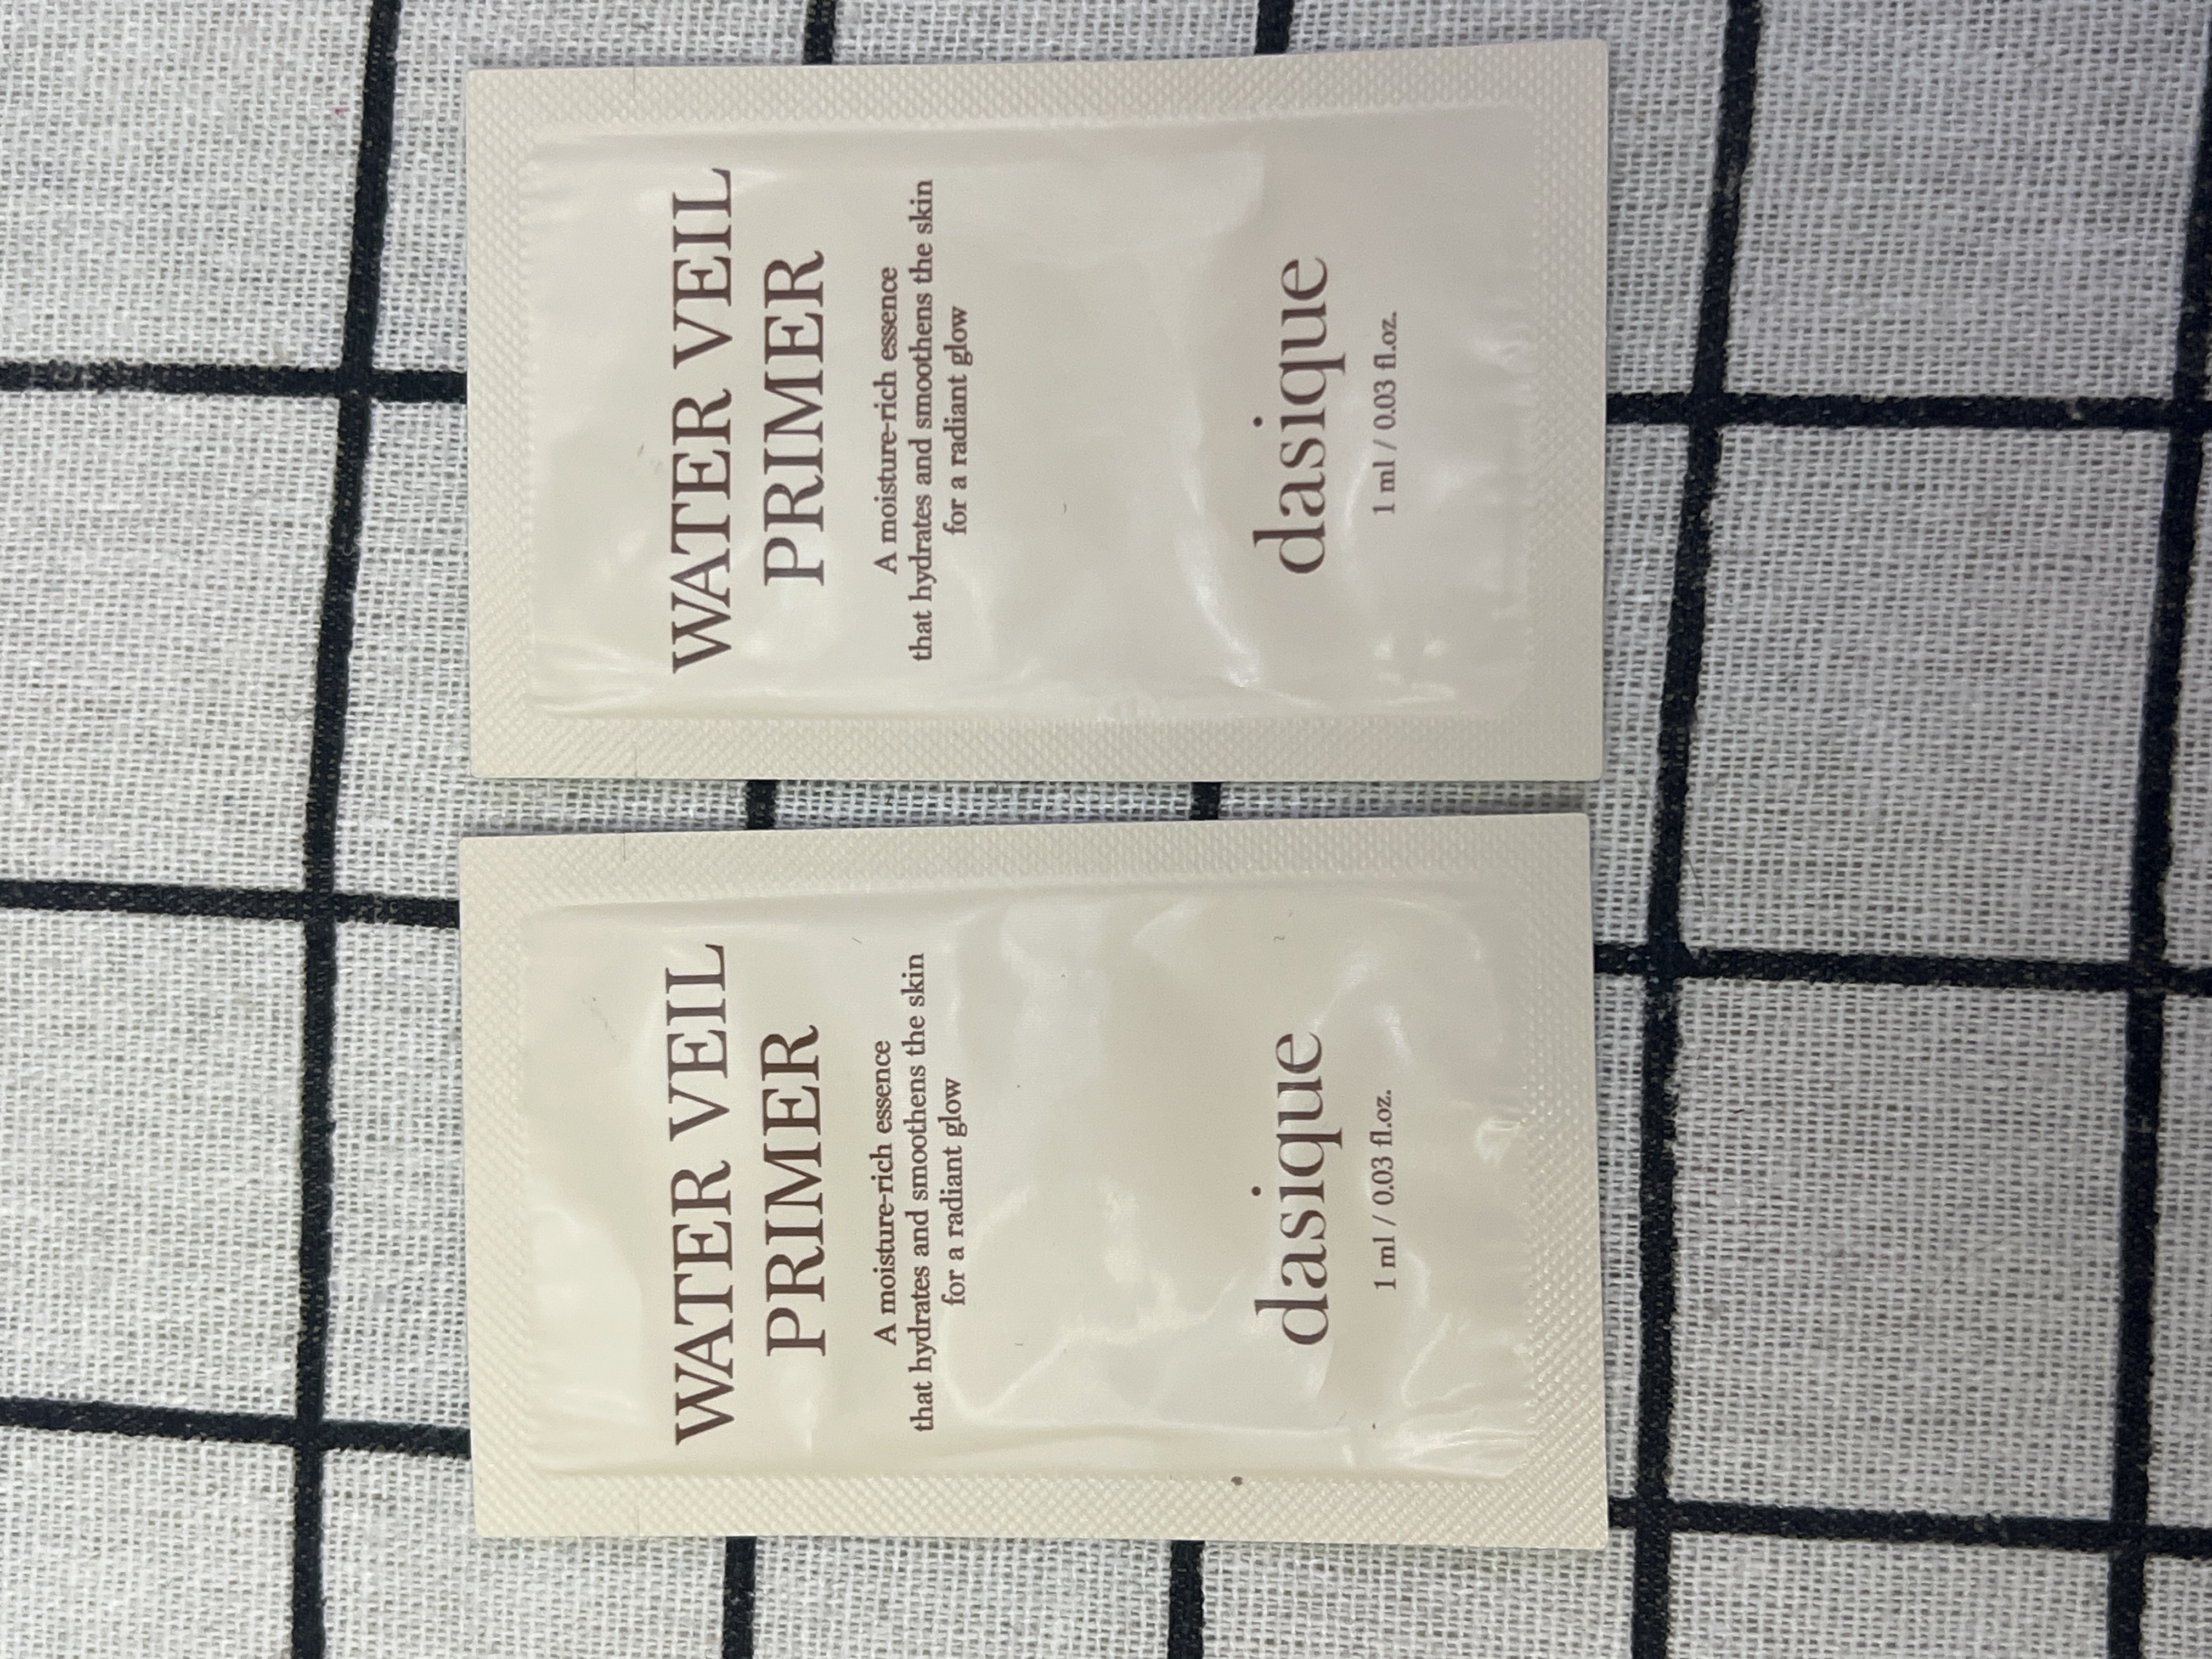 WATER VEIL
PRIMER
A moisture-rich essence
that hydrates and smoothens the skin
for a radiant glow
dasique
1 ml / 0.03 fl.oz.
WATER VEIL
PRIMER
A moisture-rich essence
that hydrates and smoothens the skin
for a radiant glow
dasique
1 ml / 0.03 fl.oz.